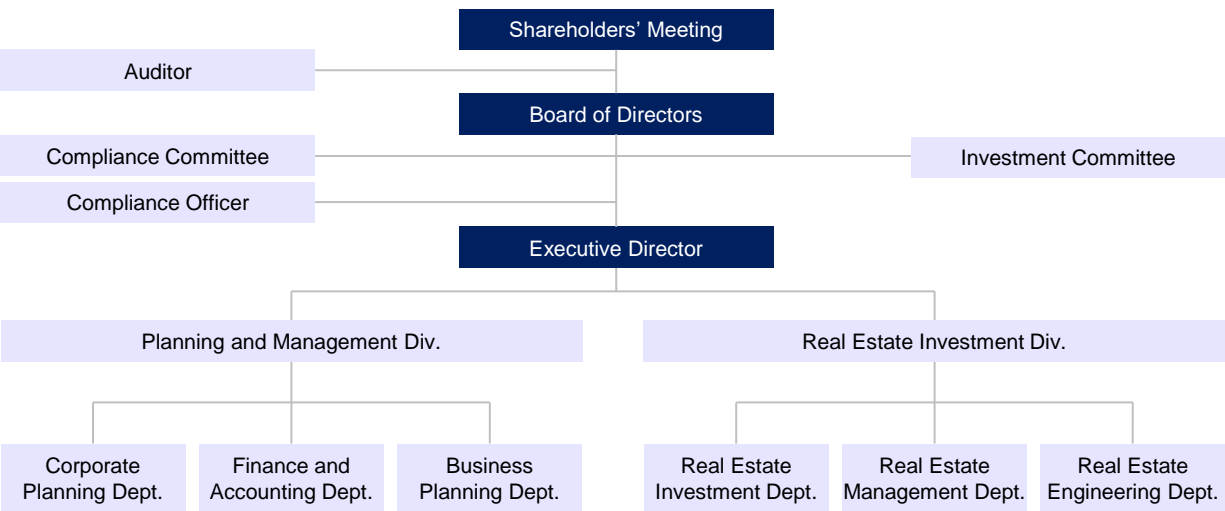 Shareholders’ Meeting
Auditor
Board of Directors
Compliance Committee
Investment Committee
Compliance Officer
Executive Director
Planning and Management Div.
Real Estate Investment Div.
Corporate
Planning Dept.
Finance and
Accounting Dept.
Business
Planning Dept.
Real Estate
Investment Dept.
Real Estate
Management Dept.
Real Estate
Engineering Dept.